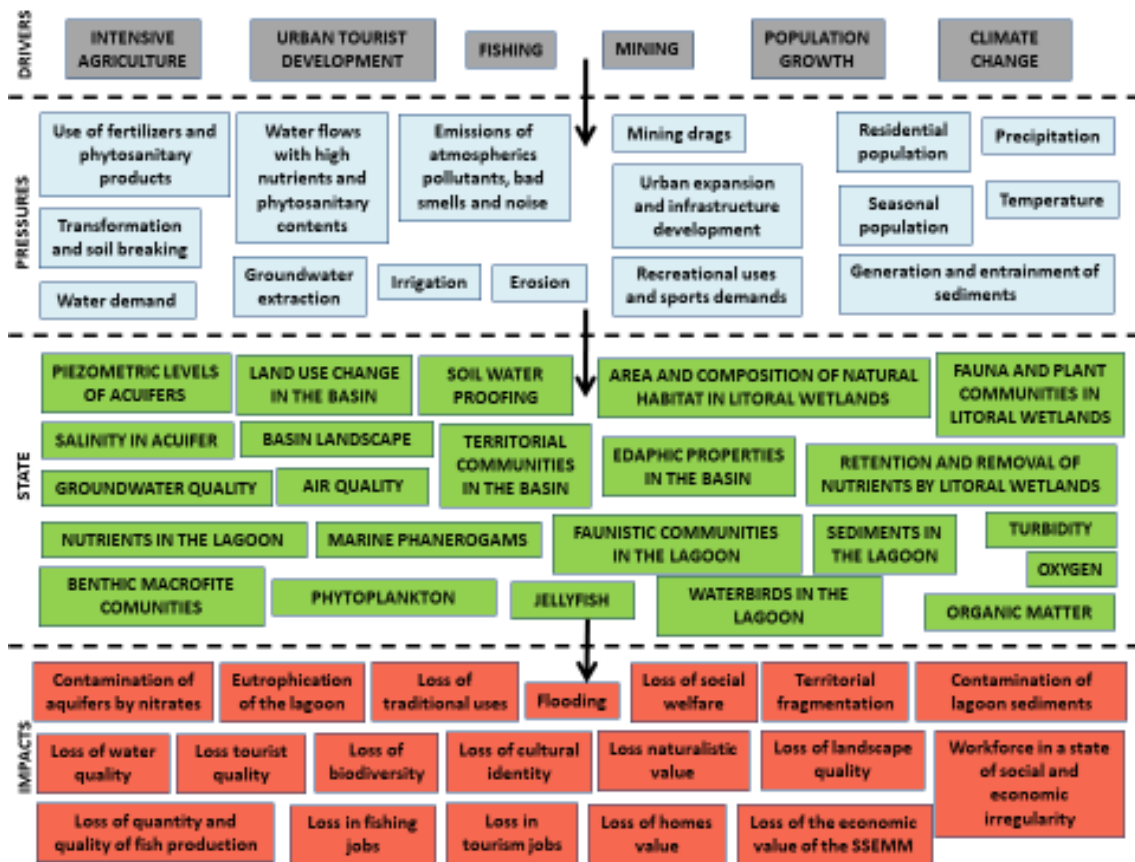 DRIVERS
INTENSIVE
AGRICULTURE
URBAN TOURIST
DEVELOPMENT
FISHING
MINING
POPULATION
GROWTH
CLIMATE
CHANGE
PRESSURES
Use of fertilizers and
phytosanitary
products
Water flows
with high
nutrients and
phytosanitary
contents
Emissions of
atmospherics
pollutants, bad
smells and noise
Mining drags
Residential
population
Precipitation
Transformation
and soil breaking
Urban expansion
and infrastructure
development
Seasonal
population
Temperature
Water demand
Groundwater
extraction
Irrigation
Erosion
Recreational uses
and sports demands
Generation and entrainment of
sediments
STATE
PIEZOMETRIC LEVELS
OF ACUIFERS
LAND USE CHANGE
IN THE BASIN
SOIL WATER
PROOFING
AREA AND COMPOSITION OF NATURAL
HABITAT IN LITORAL WETLANDS
FAUNA AND PLANT
COMMUNITIES IN
LITORAL WETLANDS
SALINITY IN ACUIFER
BASIN LANDSCAPE
TERRITORIAL
COMMUNITIES
IN THE BASIN
EDAPHIC PROPERTIES
IN THE BASIN
RETENTION AND REMOVAL OF
NUTRIENTS BY LITORAL WETLANDS
GROUNDWATER QUALITY
AIR QUALITY
NUTRIENTS IN THE LAGOON
MARINE PHANEROGAMS
FAUNISTIC COMMUNITIES
IN THE LAGOON
SEDIMENTS IN
THE LAGOON
TURBIDITY
OXYGEN
BENTHIC MACROFITE
COMUNITIES
PHYTOPLANKTON
JELLYFISH
WATERBIRDS IN THE
LAGOON
ORGANIC MATTER
IMPACTS
Contamination of
aquifers by nitrates
Eutrophication
of the lagoon
Loss of
traditional uses
Flooding
Loss of social
welfare
Territorial
fragmentation
Contamination of
lagoon sediments
Loss of water
quality
Loss tourist
quality
Loss of
biodiversity
Loss of cultural
identity
Loss naturalistic
value
Loss of landscape
quality
Workforce in a state
of social and
economic
irregularity
Loss of quantity and
quality of fish production
Loss in fishing
jobs
Loss in
tourism jobs
Loss of homes
value
Loss of the economic
value of the SSEMM